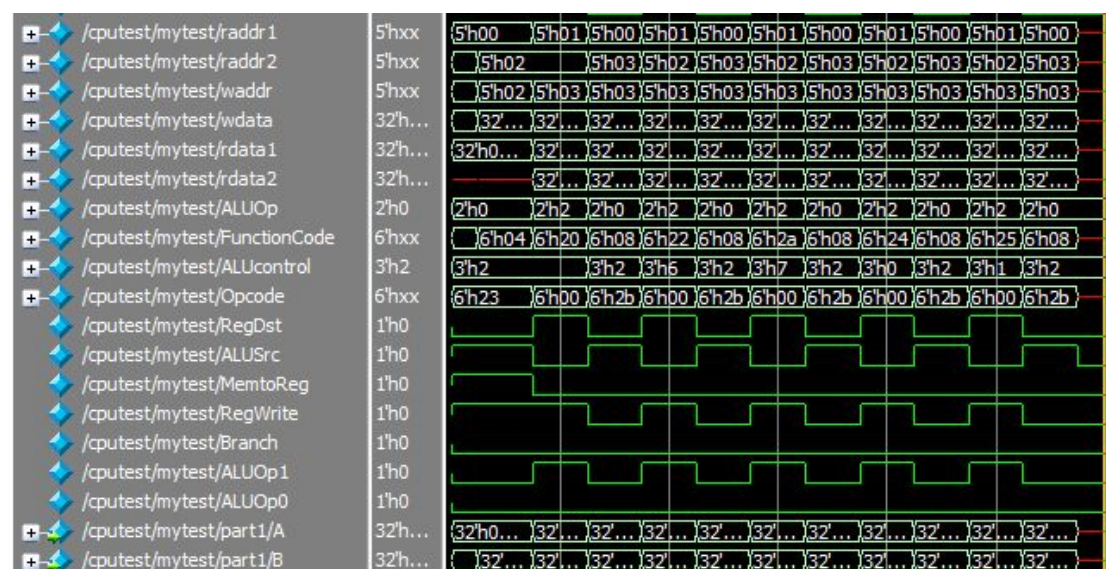 /cputest/mytest/raddr1 5'hxx 5'h00 5'h01 5'h00 5'h01 5'h00 5'h01 5'h00 5'h01 5'h00 5'h01 5'h00
/cputest/mytest/raddr2 5'hxx 5'h02 5'h03 5'h02 5'h03 5'h02 5'h03 5'h02 5'h03 5'h02 5'h03
/cputest/mytest/waddr 5'hxx 5'h02 5'h03 5'h03 5'h03 5'h03 5'h03 5'h03 5'h03 5'h03 5'h03 5'h03
/cputest/mytest/wdata 32'h... 32'... 32'... 32'... 32'... 32'... 32'... 32'... 32'... 32'... 32'... 32'...
/cputest/mytest/rdata1 32'h... 32'h0... 32'... 32'... 32'... 32'... 32'... 32'... 32'... 32'... 32'... 32'...
/cputest/mytest/rdata2 32'h... 32'... 32'... 32'... 32'... 32'... 32'... 32'... 32'... 32'... 32'...
/cputest/mytest/ALUOp 2'h0 2'h0 2'h2 2'h0 2'h2 2'h0 2'h2 2'h0 2'h2 2'h0 2'h2 2'h0
/cputest/mytest/FunctionCode 6'hxx 6'h04 6'h20 6'h08 6'h22 6'h08 6'h2a 6'h08 6'h24 6'h08 6'h25 6'h08
/cputest/mytest/ALUcontrol 3'h2 3'h2 3'h2 3'h6 3'h2 3'h7 3'h2 3'h0 3'h2 3'h1 3'h2
/cputest/mytest/Opcode 6'hxx 6'h23 6'h00 6'h2b 6'h00 6'h2b 6'h00 6'h2b 6'h00 6'h2b 6'h00 6'h2b
/cputest/mytest/RegDst 1'h0
/cputest/mytest/ALUSrc 1'h0
/cputest/mytest/MemtoReg 1'h0
/cputest/mytest/RegWrite 1'h0
/cputest/mytest/Branch 1'h0
/cputest/mytest/ALUOp1 1'h0
/cputest/mytest/ALUOp0 1'h0
/cputest/mytest/part1/A 32'h... 32'h0... 32'... 32'... 32'... 32'... 32'... 32'... 32'... 32'... 32'... 32'...
/cputest/mytest/part1/B 32'h... 32'... 32'... 32'... 32'... 32'... 32'... 32'... 32'... 32'... 32'... 32'...